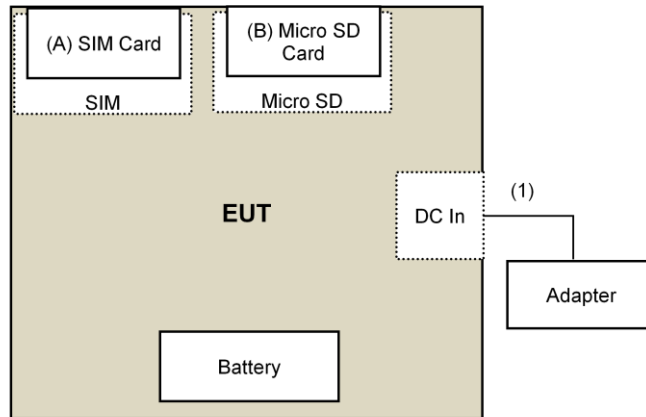 (A) SIM Card
(B) Micro SD
Card
SIM
Micro SD
(1)
EUT
DC In
Adapter
Battery